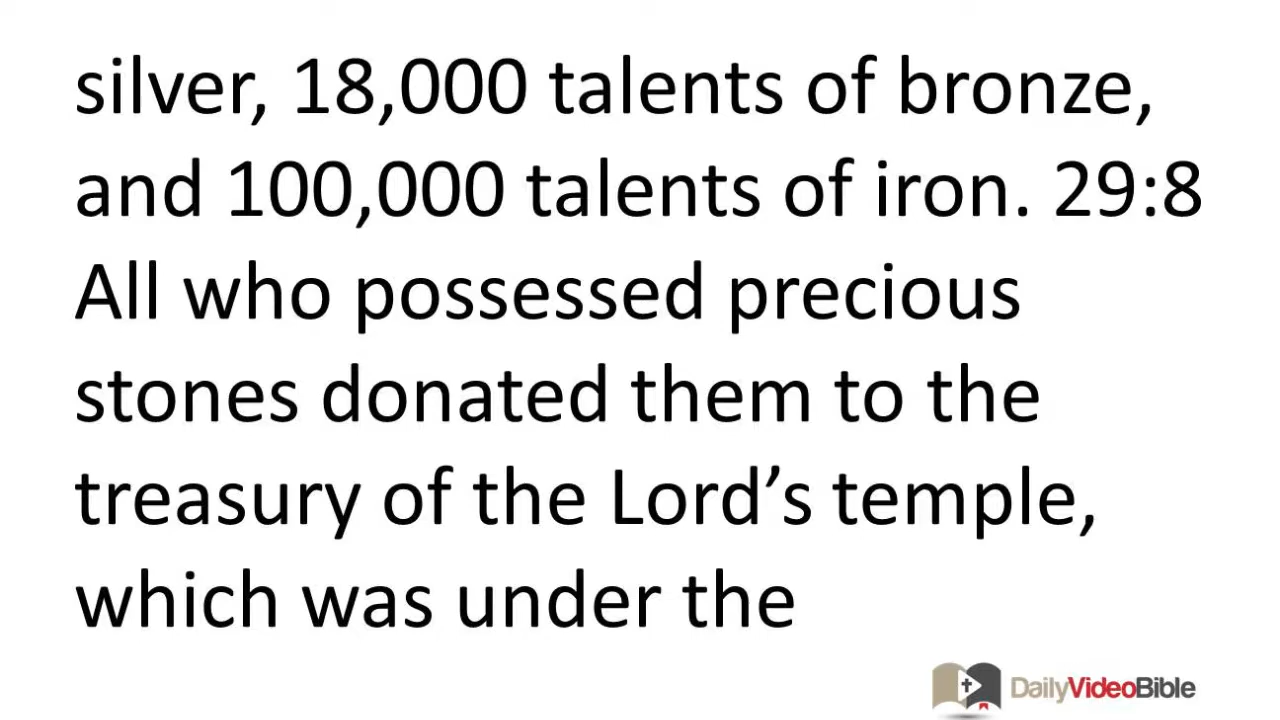 silver, 18,000 talents of bronze,
and 100,000 talents of iron. 29:8
All who possessed precious
stones donated them to the
treasury of the Lord’s temple,
which was under the
DailyVideoBible